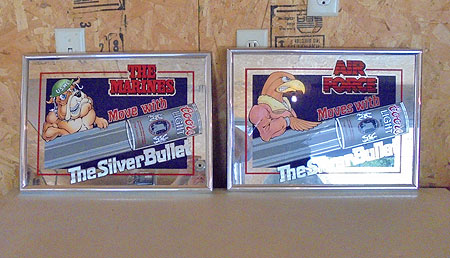 THE
MARINES
Move with
Coors
LIGHT
The Silver Bullet
AIR
FORCE
Moves with
Coors
LIGHT
The Silver Bullet